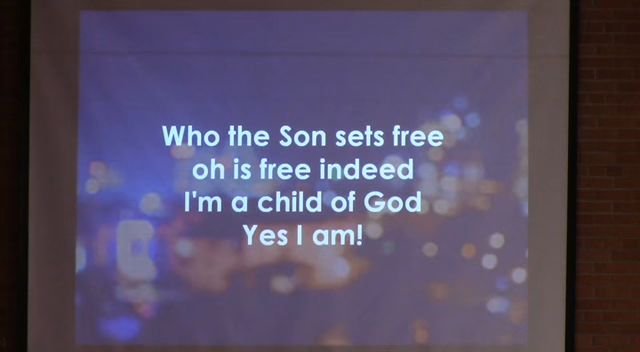 Who the Son sets free
oh is free indeed
I'm a child of God
Yes I am!